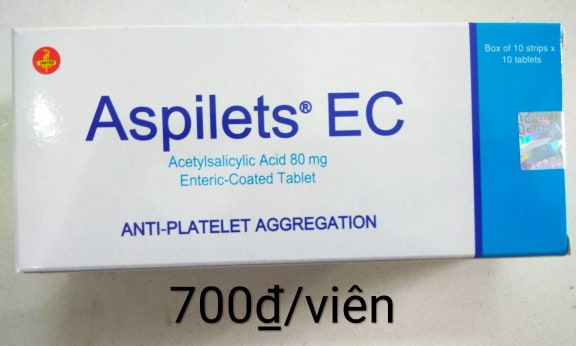 Box of 10 strips x
10 tablets
Aspilets® EC
Acetylsalicylic Acid 80 mg
Enteric-Coated Tablet
ANTI-PLATELET AGGREGATION
700₫/viên